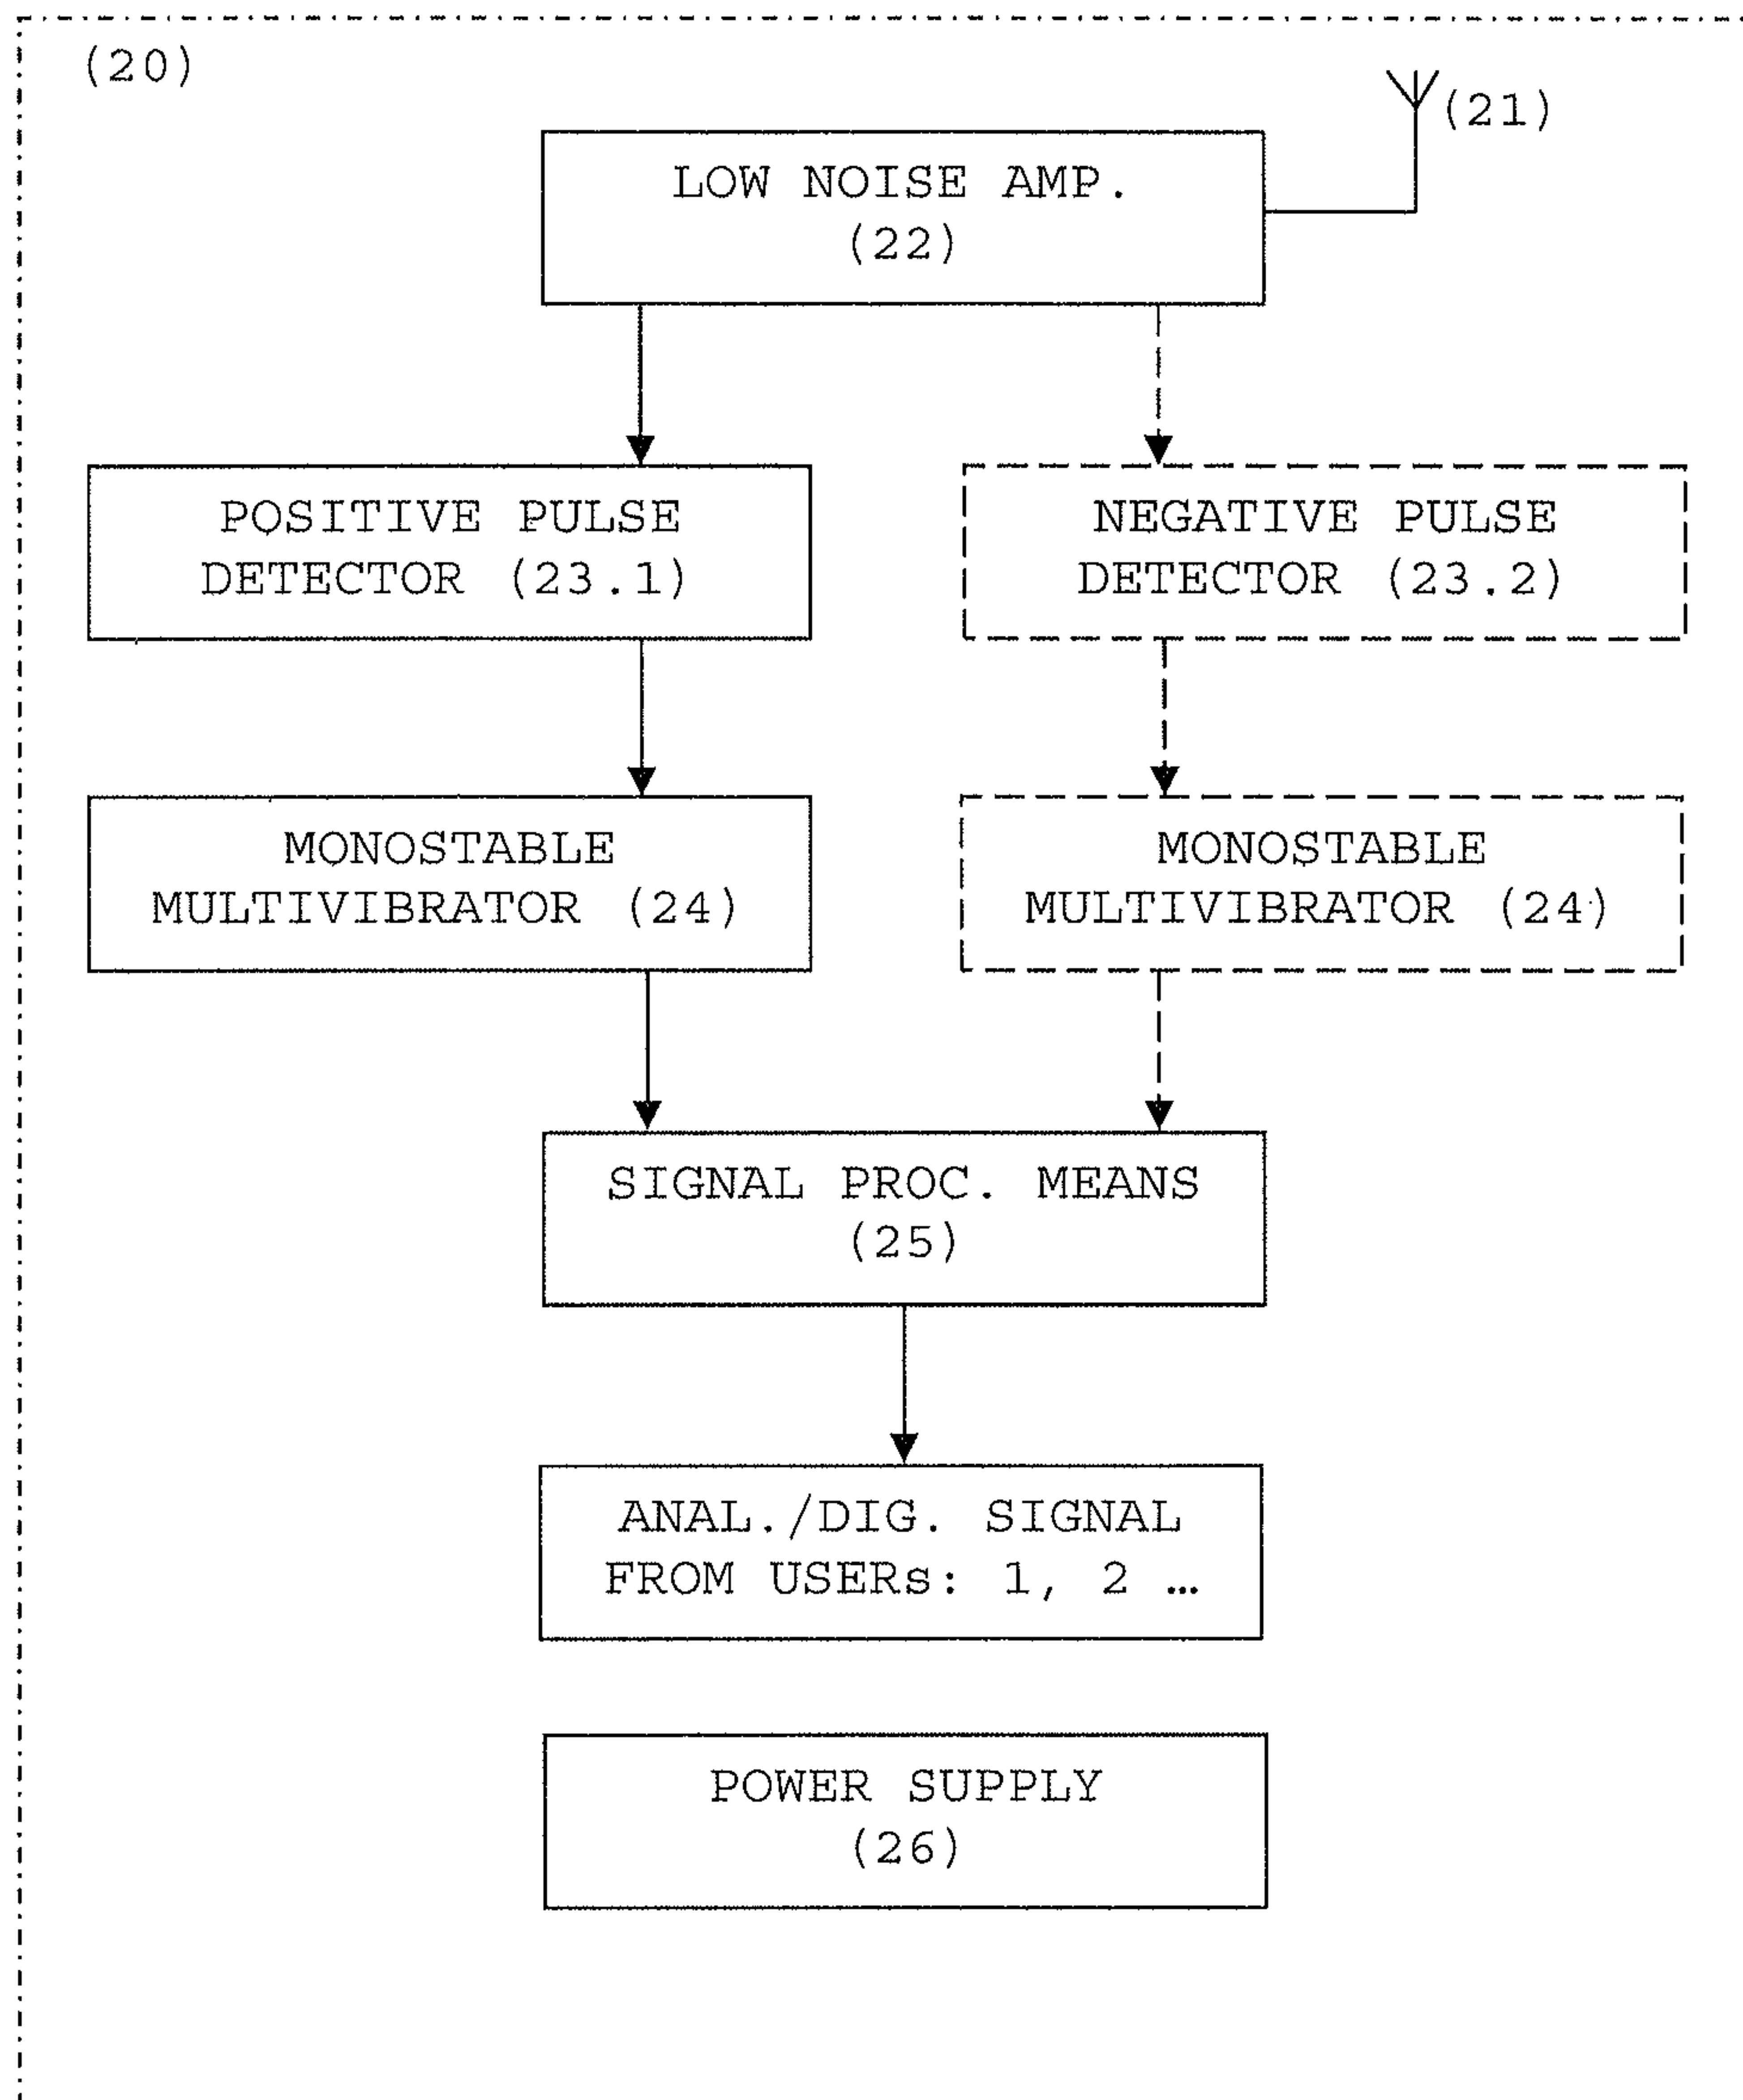 (20)
(21)
LOW NOISE AMP.
(22)
POSITIVE PULSE
DETECTOR (23.1)
NEGATIVE PULSE
DETECTOR (23.2)
MONOSTABLE
MULTIVIBRATOR (24)
MONOSTABLE
MULTIVIBRATOR (24)
SIGNAL PROC. MEANS
(25)
ANAL./DIG. SIGNAL
FROM USERs: 1, 2 …
POWER SUPPLY
(26)